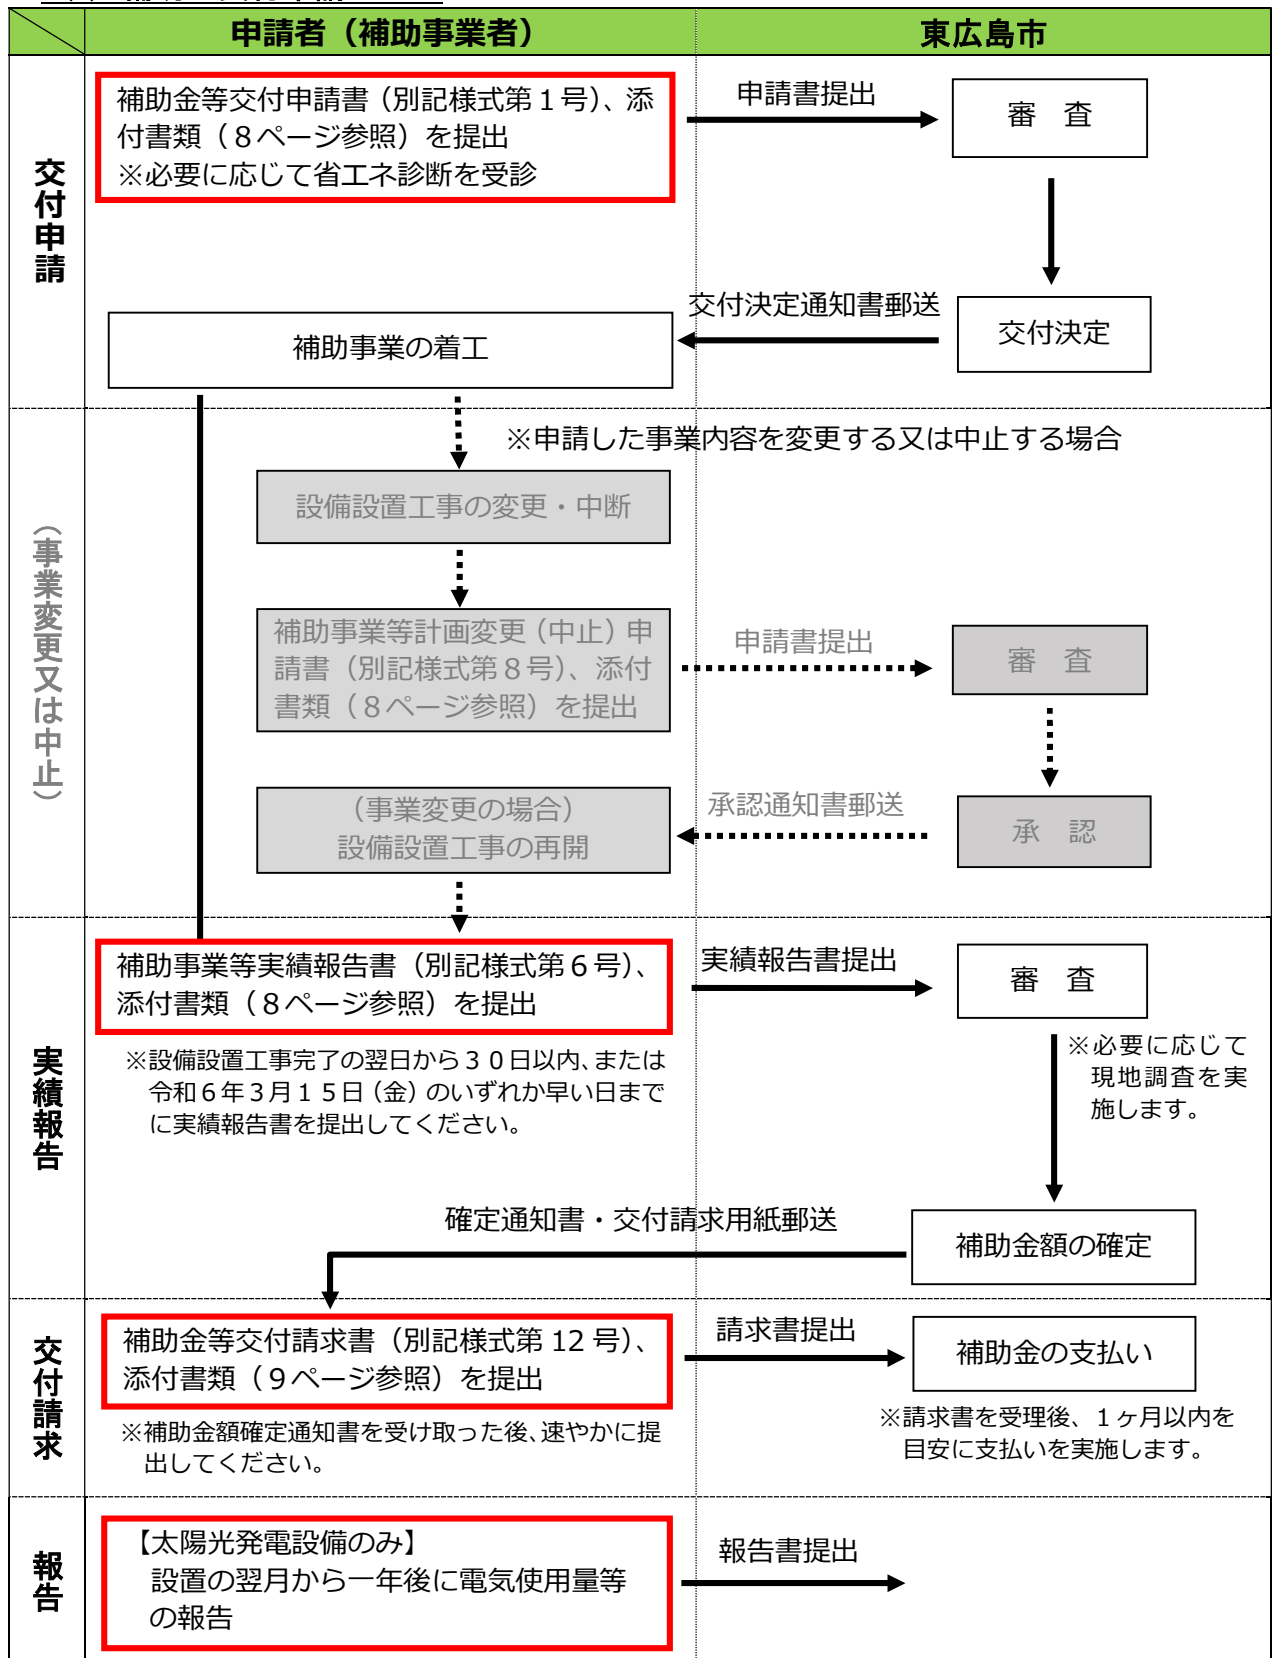 申請者（補助事業者）
東広島市
交付申請
補助金等交付申請書（別記様式第１号）、添
付書類（８ページ参照）を提出
※必要に応じて省エネ診断を受診
申請書提出
審　査
交付決定通知書郵送
交付決定
補助事業の着工
（事業変更又は中止）
※申請した事業内容を変更する又は中止する場合
設備設置工事の変更・中断
補助事業等計画変更（中止）申
請書（別記様式第８号）、添付
書類（８ページ参照）を提出
申請書提出
審　査
（事業変更の場合）
設備設置工事の再開
承認通知書郵送
承　認
実績報告
補助事業等実績報告書（別記様式第６号）、
添付書類（８ページ参照）を提出
実績報告書提出
審　査
※設備設置工事完了の翌日から３０日以内、または
令和６年３月１５日（金）のいずれか早い日まで
に実績報告書を提出してください。
※必要に応じて
現地調査を実
施します。
確定通知書・交付請求用紙郵送
補助金額の確定
交付請求
補助金等交付請求書（別記様式第 12 号）、
添付書類（９ページ参照）を提出
請求書提出
補助金の支払い
※補助金額確定通知書を受け取った後、速やかに提
出してください。
※請求書を受理後、１ヶ月以内を
目安に支払いを実施します。
報告
【太陽光発電設備のみ】
設置の翌月から一年後に電気使用量等
の報告
報告書提出